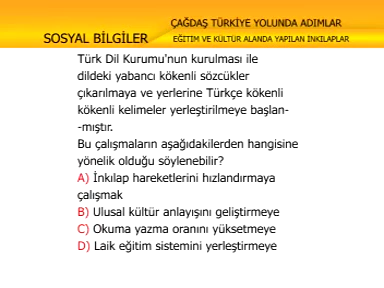 ÇAĞDAŞ TÜRKİYE YOLUNDA ADIMLAR
SOSYAL BİLGİLER
EĞİTİM VE KÜLTÜR ALANDA YAPILAN İNKILAPLAR
Türk Dil Kurumu'nun kurulması ile
dildeki yabancı kökenli sözcükler
çıkarılmaya ve yerlerine Türkçe kökenli
kökenli kelimeler yerleştirilmeye başlan-
-mıştır.
Bu çalışmaların aşağıdakilerden hangisine
yönelik olduğu söylenebilir?
A) İnkılap hareketlerini hızlandırmaya
çalışmak
B) Ulusal kültür anlayışını geliştirmeye
C) Okuma yazma oranını yükseltmeye
D) Laik eğitim sistemini yerleştirmeye